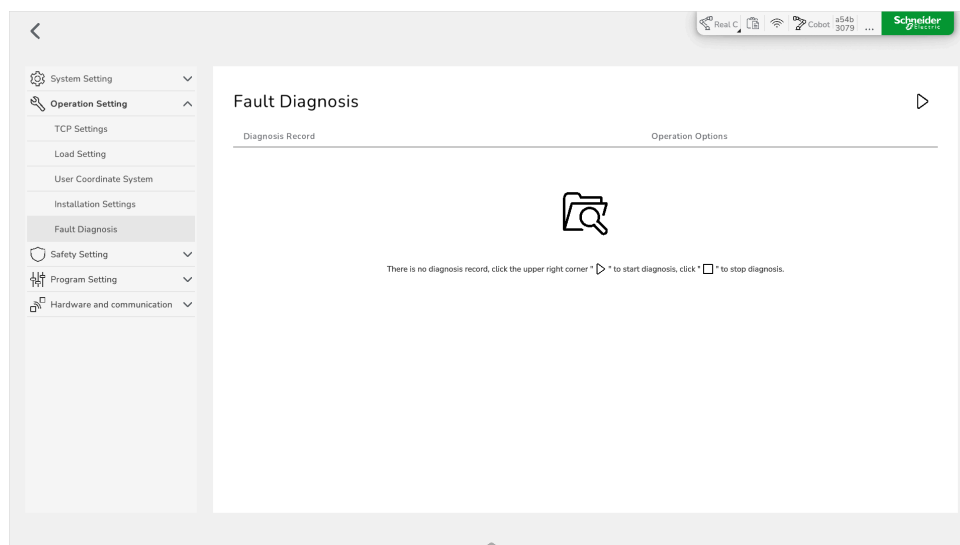 Real C
Cobot
a54b
3079
...
Schneider
Electric
System Setting
Operation Setting
TCP Settings
Load Setting
User Coordinate System
Installation Settings
Fault Diagnosis
Safety Setting
Program Setting
Hardware and communication
Fault Diagnosis
Diagnosis Record Operation Options
There is no diagnosis record, click the upper right corner " ▷ " to start diagnosis, click " □ " to stop diagnosis.